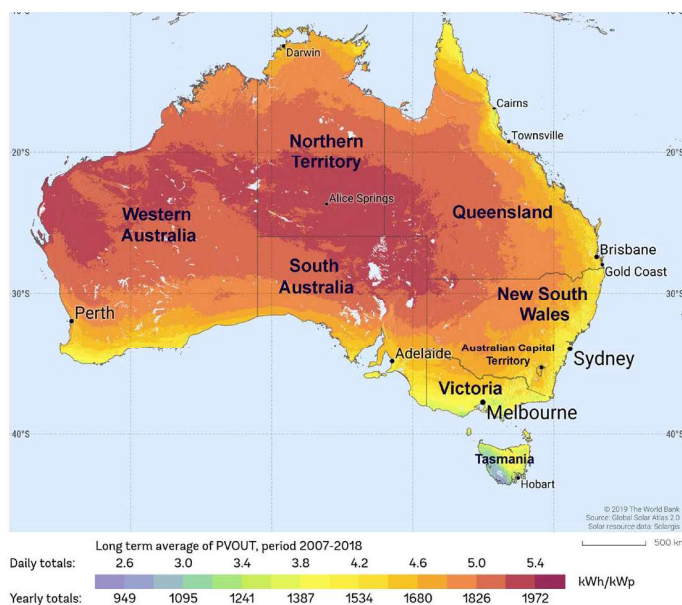 10°S
Darwin
Cairns
Townsville
Northern
Territory
20°S
20°S
Alice Springs
Western
Australia
Queensland
South
Australia
Brisbane
Gold Coast
30°S
30°S
New South
Wales
Perth
Australian Capital
Territory
Sydney
Adelaide
Victoria
Melbourne
40°S
40°S
Tasmania
Hobart
© 2019 The World Bank
Source: Global Solar Atlas 2.0
Solar resource data: Solargis
500 km
Long term average of PVOUT, period 2007-2018
Daily totals: 2.6 3.0 3.4 3.8 4.2 4.6 5.0 5.4
kWh/kWp
Yearly totals: 949 1095 1241 1387 1534 1680 1826 1972